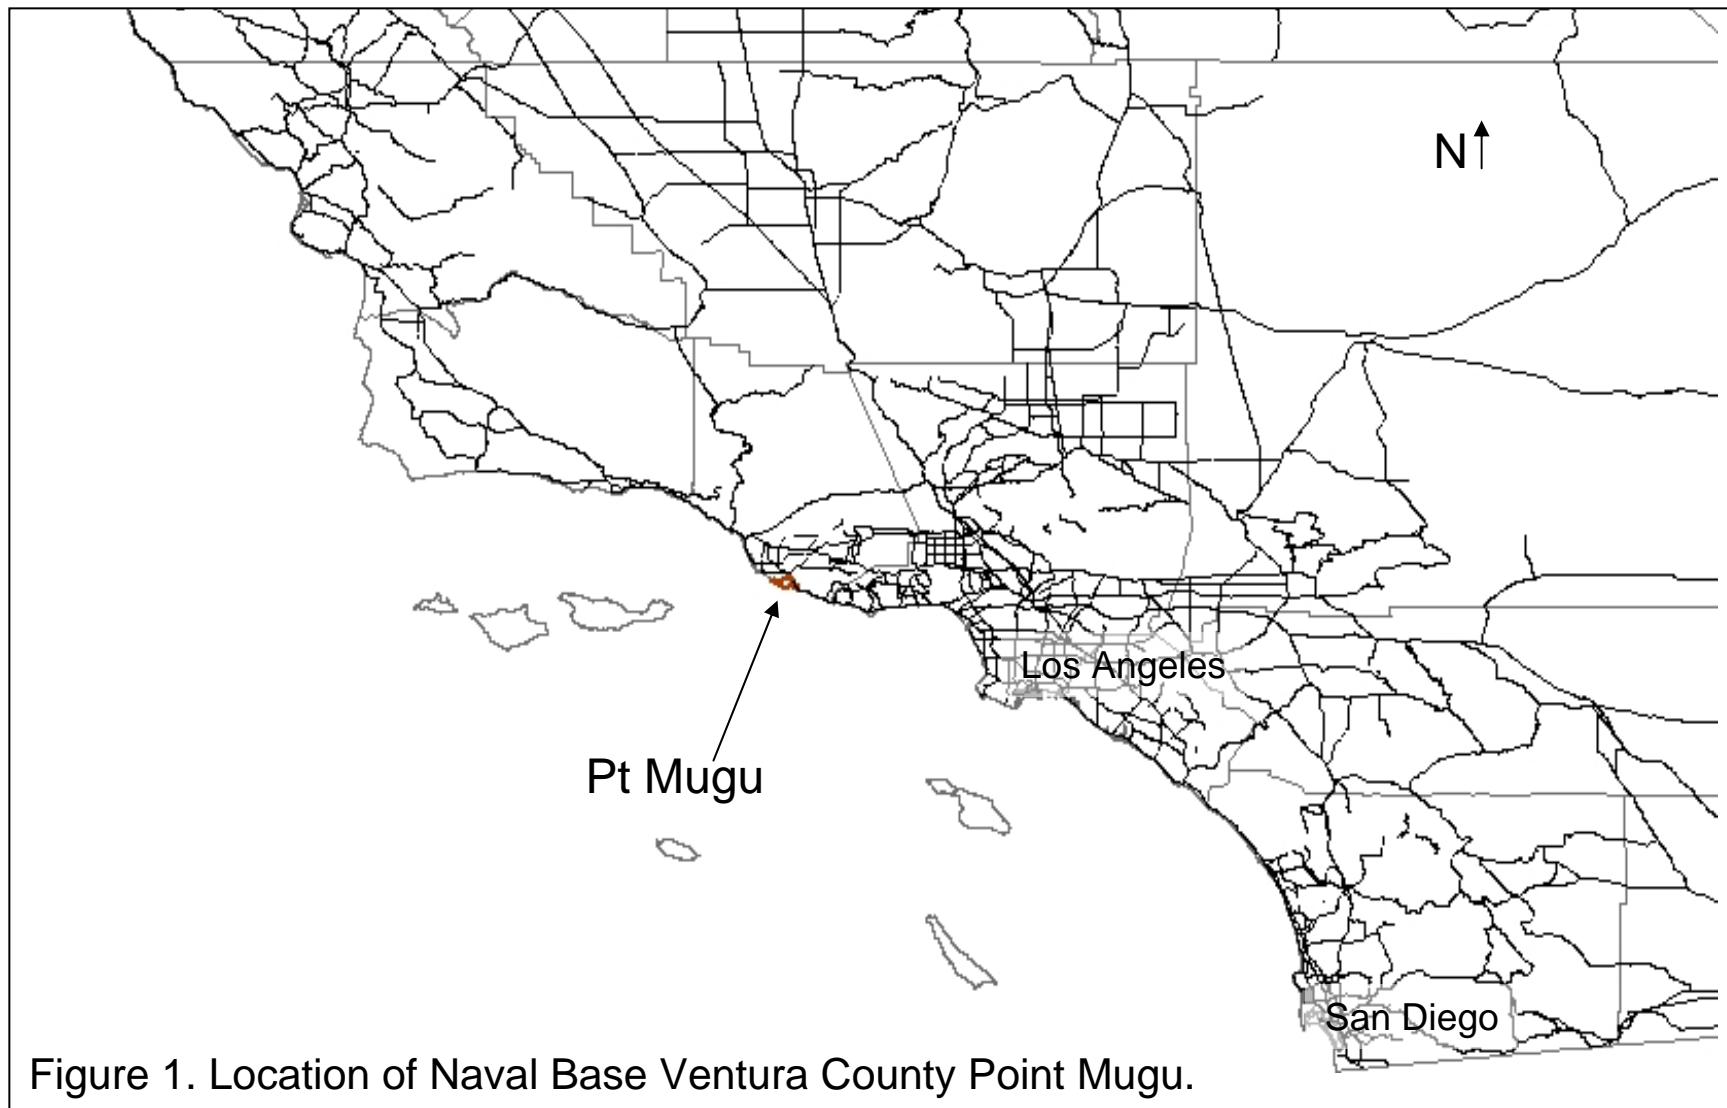 N
Los Angeles
Pt Mugu
San Diego
Figure 1. Location of Naval Base Ventura County Point Mugu.